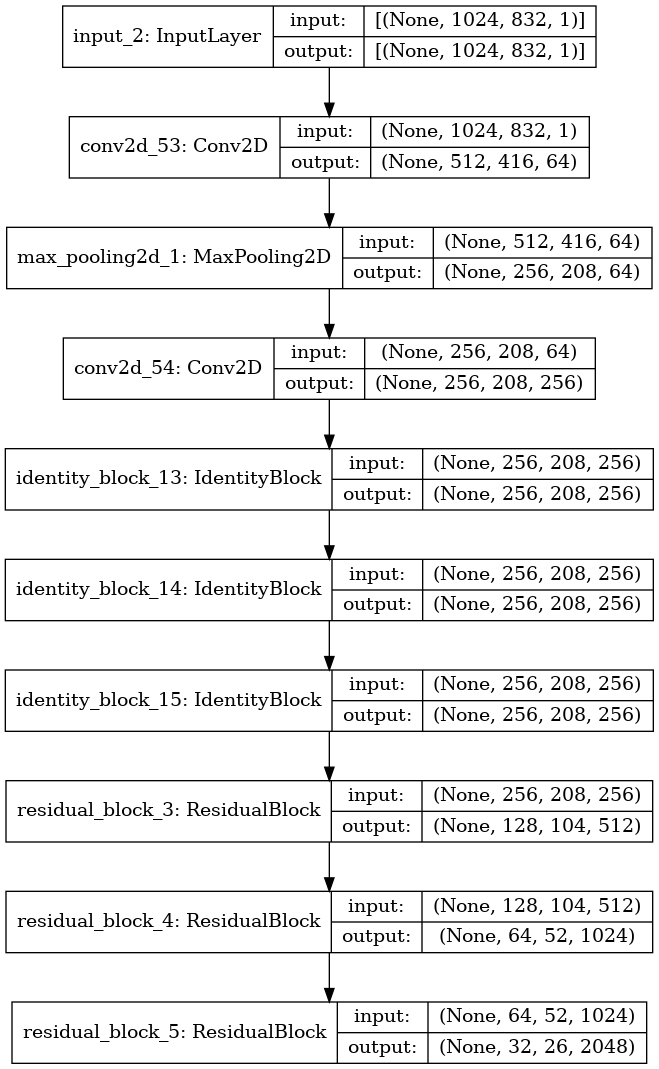 input_2: InputLayer
input:
[(None, 1024, 832, 1)]
output:
[(None, 1024, 832, 1)]
conv2d_53: Conv2D
input:
(None, 1024, 832, 1)
output:
(None, 512, 416, 64)
max_pooling2d_1: MaxPooling2D
input:
(None, 512, 416, 64)
output:
(None, 256, 208, 64)
conv2d_54: Conv2D
input:
(None, 256, 208, 64)
output:
(None, 256, 208, 256)
identity_block_13: IdentityBlock
input:
(None, 256, 208, 256)
output:
(None, 256, 208, 256)
identity_block_14: IdentityBlock
input:
(None, 256, 208, 256)
output:
(None, 256, 208, 256)
identity_block_15: IdentityBlock
input:
(None, 256, 208, 256)
output:
(None, 256, 208, 256)
residual_block_3: ResidualBlock
input:
(None, 256, 208, 256)
output:
(None, 128, 104, 512)
residual_block_4: ResidualBlock
input:
(None, 128, 104, 512)
output:
(None, 64, 52, 1024)
residual_block_5: ResidualBlock
input:
(None, 64, 52, 1024)
output:
(None, 32, 26, 2048)